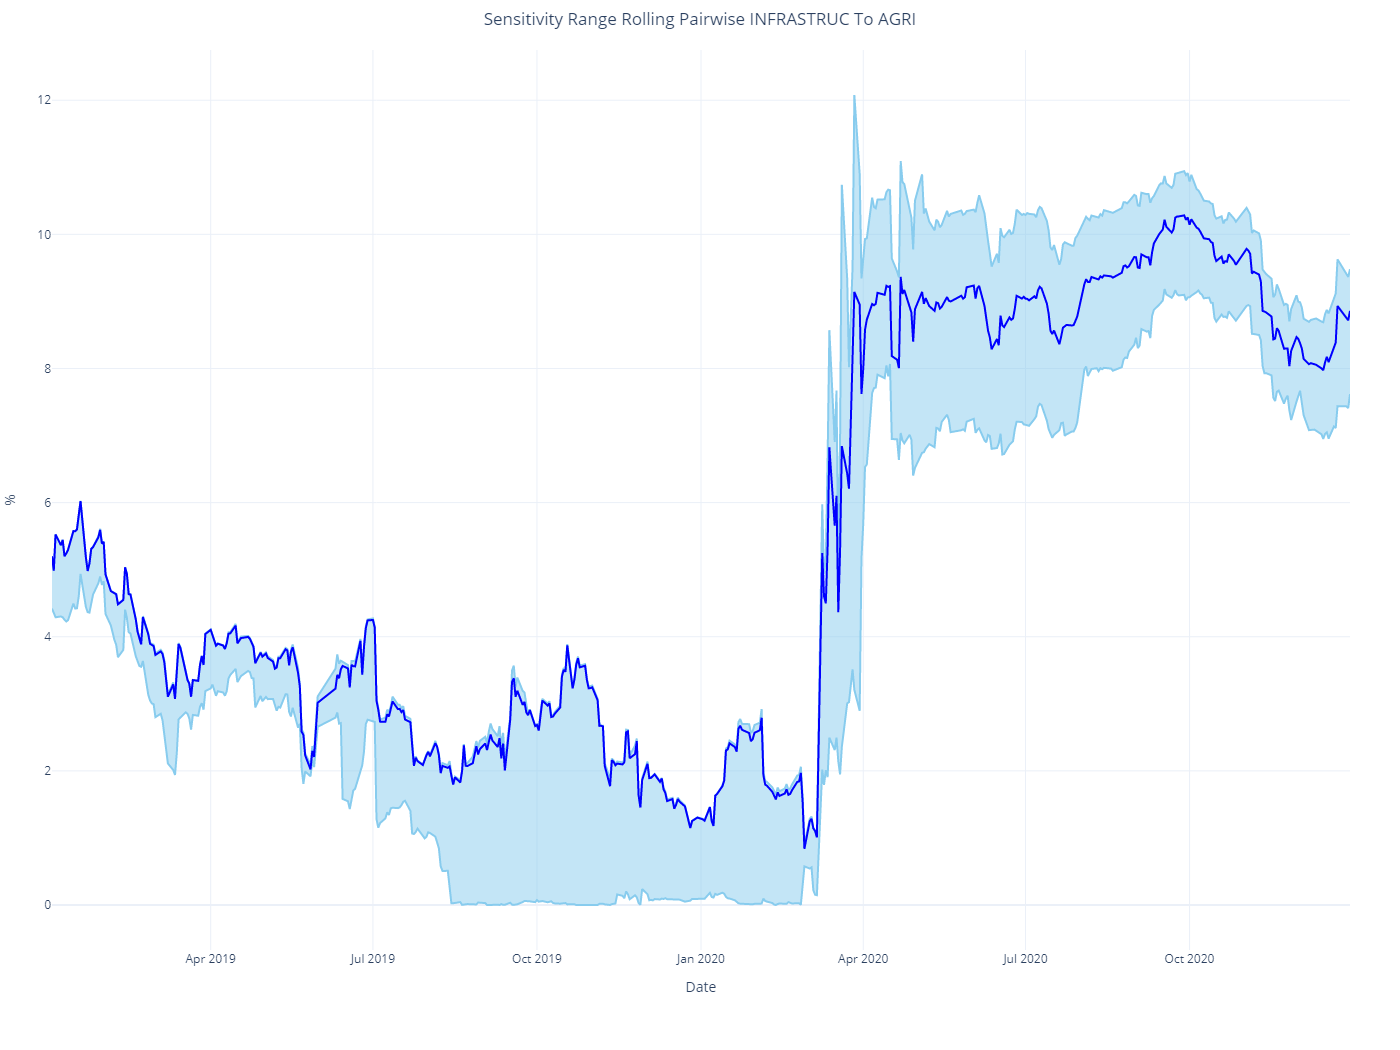 Sensitivity Range Rolling Pairwise INFRASTRUC To AGRI
12
10
8
6
4
2
0
%
Apr 2019
Jul 2019
Oct 2019
Jan 2020
Apr 2020
Jul 2020
Oct 2020
Date